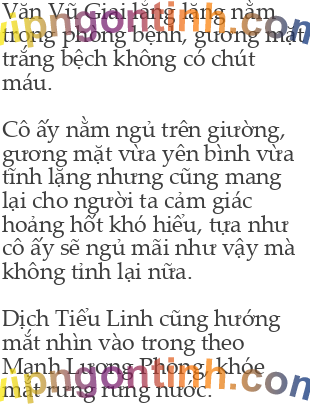 Văn Vũ Giai lẳng lặng nằm
trong phòng bệnh, gương mặt
trắng bệch không có chút
máu.
Cô ấy nằm ngủ trên giường,
gương mặt vừa yên bình vừa
tĩnh lặng nhưng cũng mang
lại cho người ta cảm giác
hoảng hốt khó hiểu, tựa như
cô ấy sẽ ngủ mãi như vậy mà
không tỉnh lại nữa.
Dịch Tiểu Linh cũng hướng
mắt nhìn vào trong theo
Mạnh Lương Phong, khóe
mắt rưng rưng nước.
vipngontinh.com
vipngontinh.com